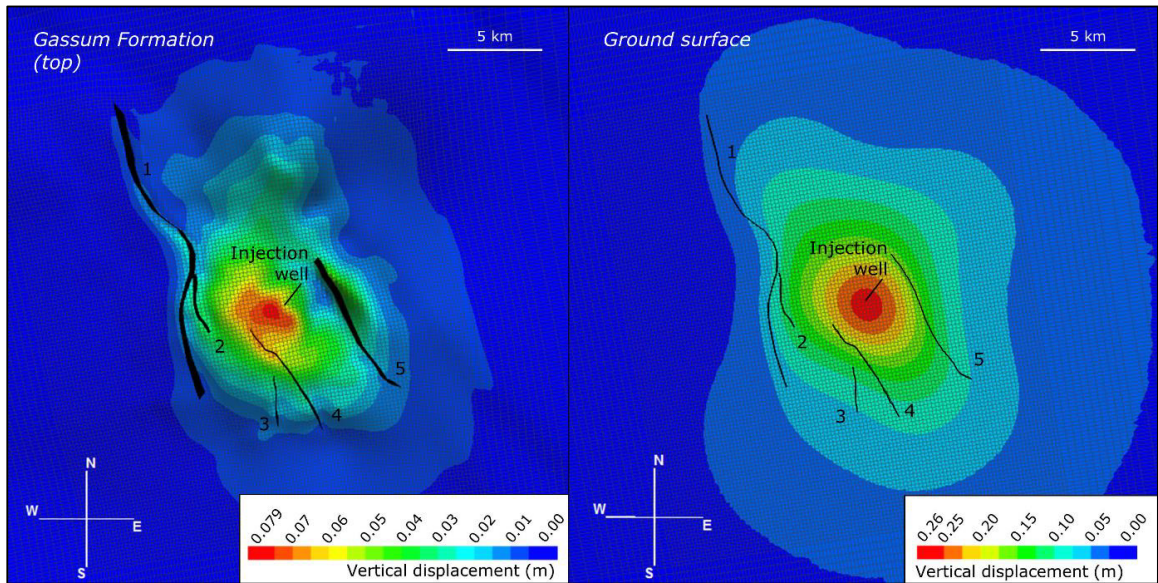 Gassum Formation
(top)
5 km
1
Injection
well
2
3
4
5
N
W
E
S
0.079
0.07
0.06
0.05
0.04
0.03
0.02
0.01
0.00
Vertical displacement (m)
Ground surface
5 km
1
Injection
well
2
3
4
5
N
W
E
S
0.26
0.25
0.20
0.15
0.10
0.05
0.00
Vertical displacement (m)